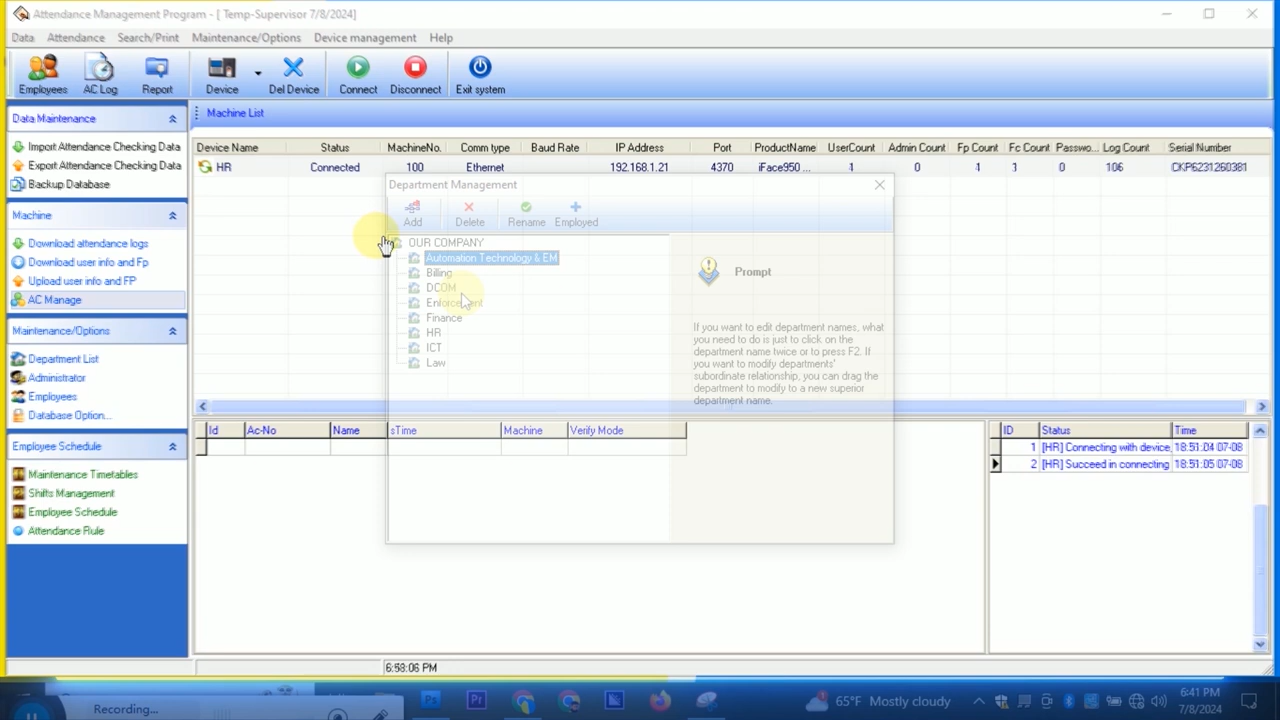 Attendance Management Program - [ Temp-Supervisor 7/8/2024]
Data Attendance Search/Print Maintenance/Options Device management Help
Employees AC Log Report Device Del Device Connect Disconnect Exit system
Data Maintenance
Import Attendance Checking Data
Export Attendance Checking Data
Backup Database
Machine
Download attendance logs
Download user info and Fp
Upload user info and FP
AC Manage
Maintenance/Options
Department List
Administrator
Employees
Database Option...
Employee Schedule
Maintenance Timetables
Shifts Management
Employee Schedule
Attendance Rule
Machine List
Device Name Status MachineNo. Comm type Baud Rate IP Address Port ProductName UserCount Admin Count Fp Count Fc Count Passwo... Log Count Serial Number
HR Connected 100 Ethernet 192.168.1.21 4370 iFace950 ... 1 0 1 1 0 106 CKP6231260381
Department Management
Add Delete Rename Employed
OUR COMPANY
Automation Technology & EM
Billing
DCOM
Enforcement
Finance
HR
ICT
Law
Prompt
If you want to edit department names, what
you need to do is just to click on the
department name twice or to press F2. If
you want to modify departments'
subordinate relationship, you can drag the
department to modify to a new superior
department name.
Id Ac-No Name sTime Machine Verify Mode
ID Status Time
1 [HR] Connecting with device, 18:51:04 07-08
2 [HR] Succeed in connecting 18:51:05 07-08
6:53:06 PM
Recording...
65°F Mostly cloudy
6:41 PM
7/8/2024